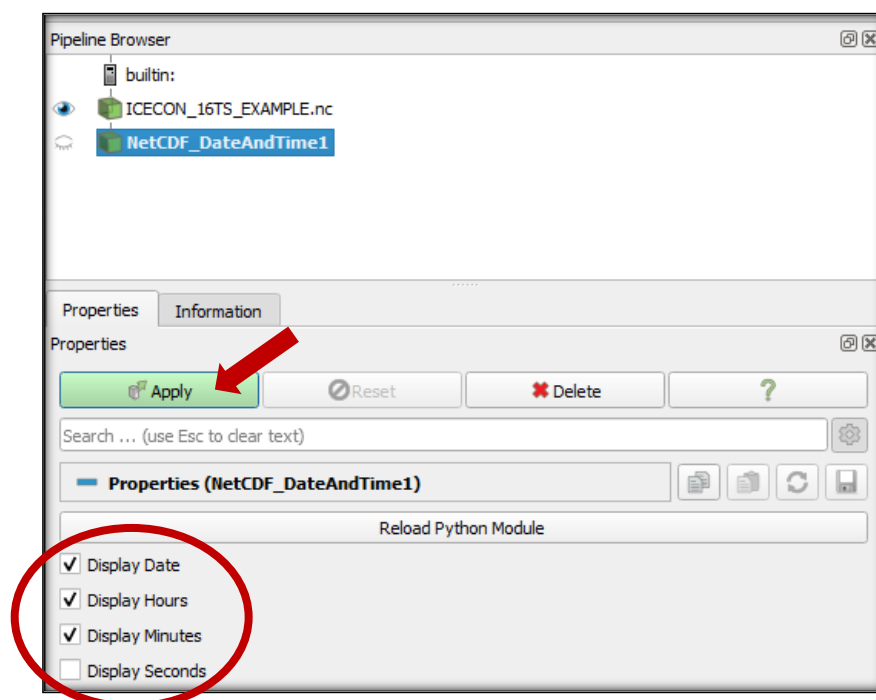 Pipeline Browser
builtin:
ICECON_16TS_EXAMPLE.nc
NetCDF_DateAndTime1
Properties Information
Properties
Apply Reset Delete ?
Search ... (use Esc to clear text)
Properties (NetCDF_DateAndTime1)
Reload Python Module
Display Date
Display Hours
Display Minutes
Display Seconds